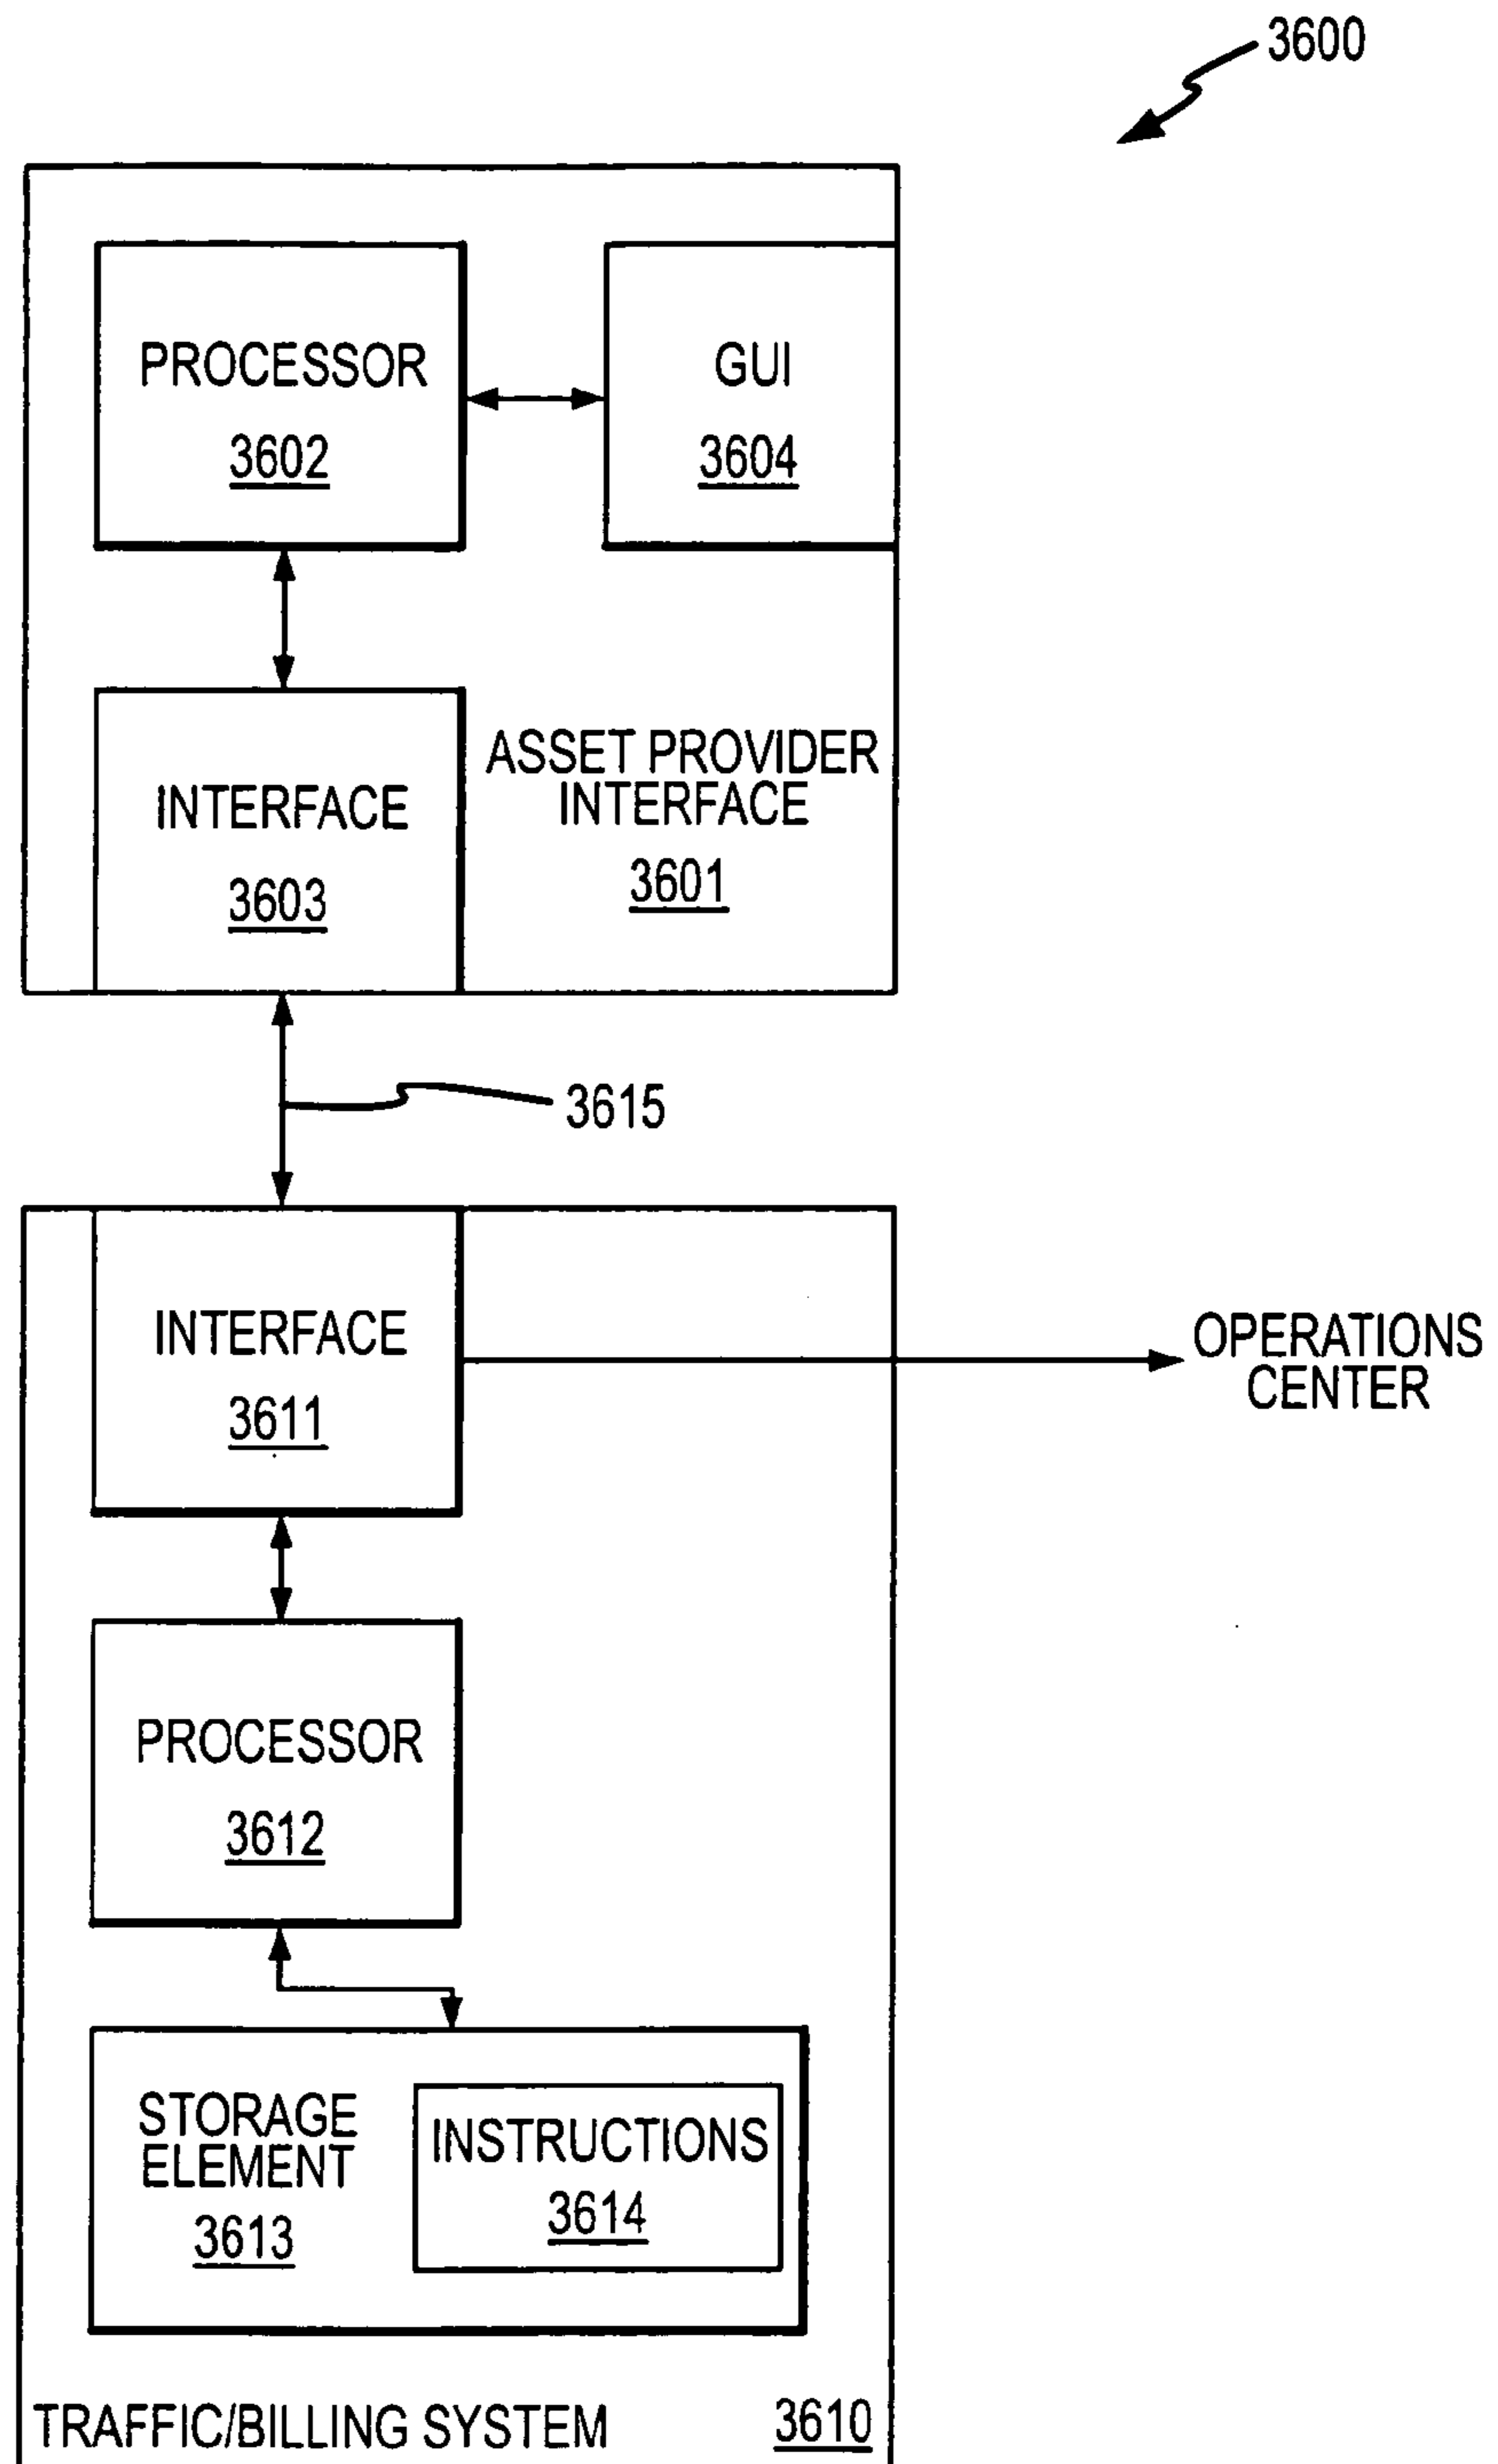 3600
PROCESSOR
3602
GUI
3604
INTERFACE
3603
ASSET PROVIDER
INTERFACE
3601
3615
INTERFACE
3611
OPERATIONS
CENTER
PROCESSOR
3612
STORAGE
ELEMENT
3613
INSTRUCTIONS
3614
TRAFFIC/BILLING SYSTEM
3610